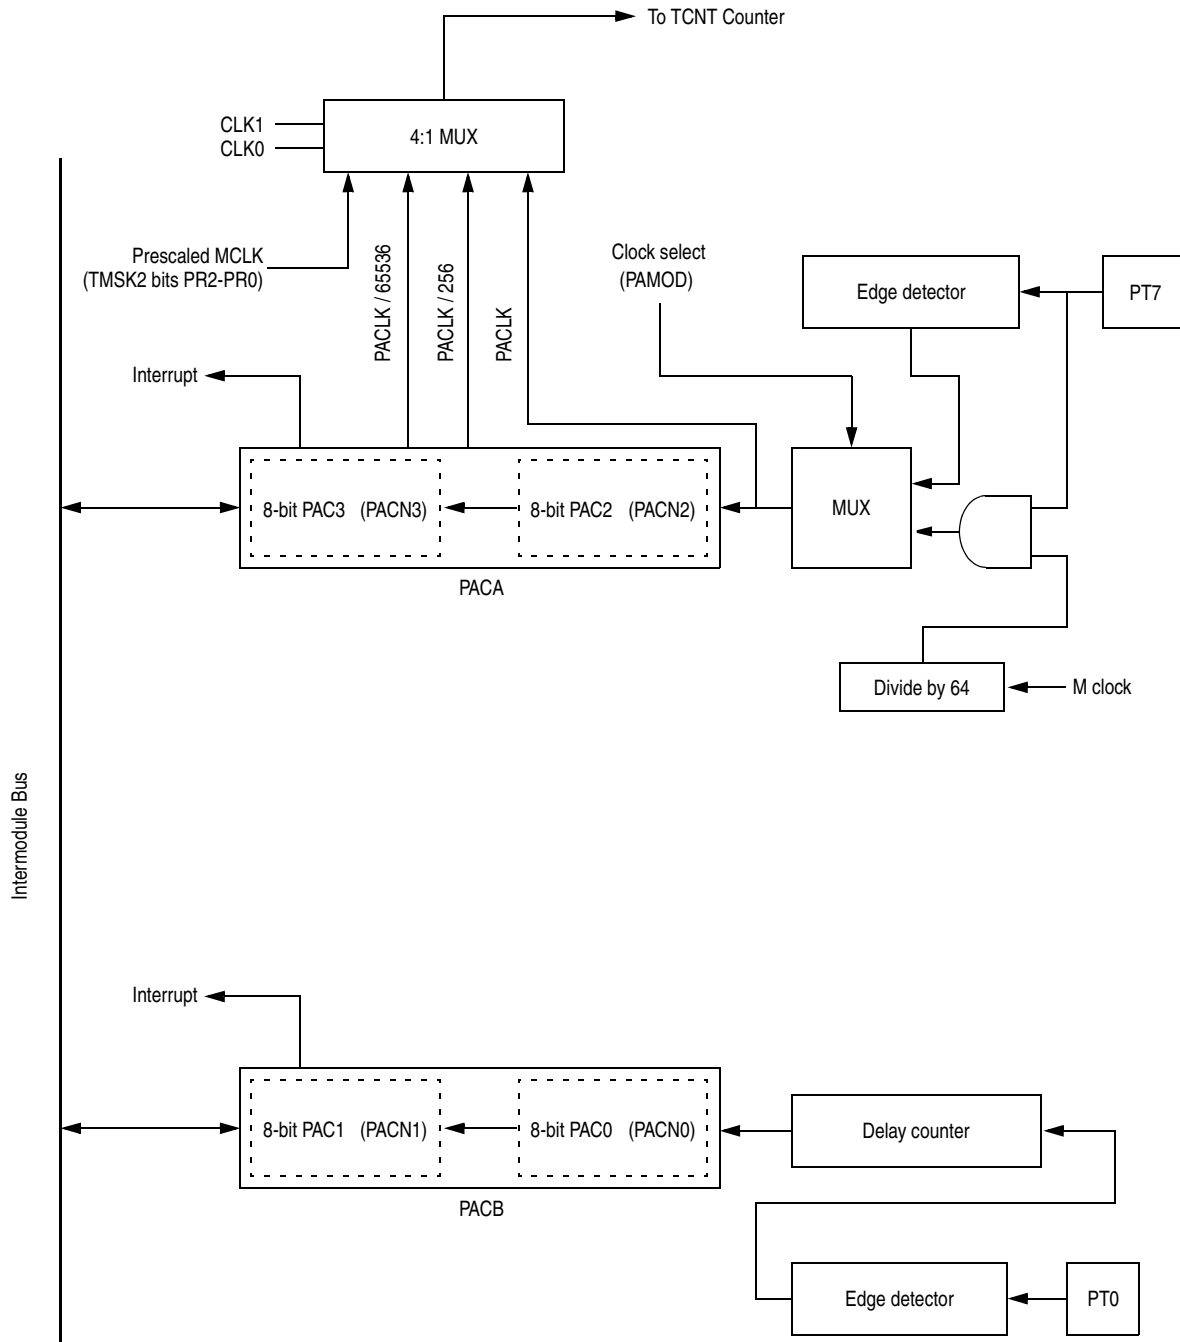 To TCNT Counter
CLK1
CLK0
4:1 MUX
Prescaled MCLK
(TMSK2 bits PR2-PR0)
PACLK / 65536
PACLK / 256
PACLK
Clock select
(PAMOD)
Edge detector
PT7
Interrupt
8-bit PAC3 (PACN3)
8-bit PAC2 (PACN2)
MUX
PACA
Divide by 64
M clock
Intermodule Bus
Interrupt
8-bit PAC1 (PACN1)
8-bit PAC0 (PACN0)
Delay counter
PACB
Edge detector
PT0